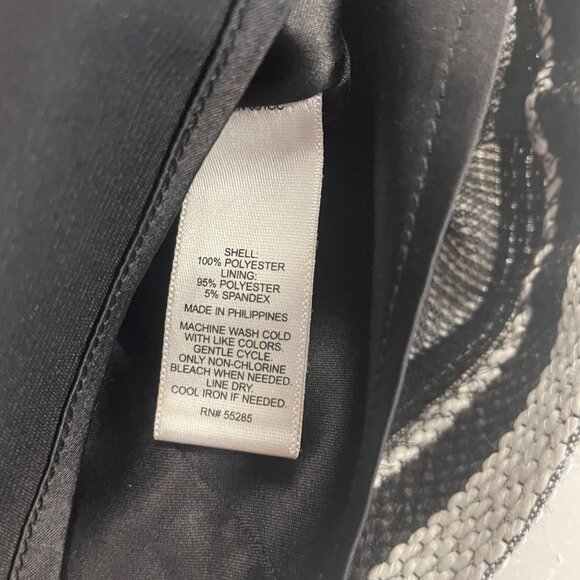 SHELL:
100% POLYESTER
LINING:
95% POLYESTER
5% SPANDEX
MADE IN PHILIPPINES
MACHINE WASH COLD
WITH LIKE COLORS.
GENTLE CYCLE.
ONLY NON-CHLORINE
BLEACH WHEN NEEDED.
LINE DRY.
COOL IRON IF NEEDED.
RN# 55285